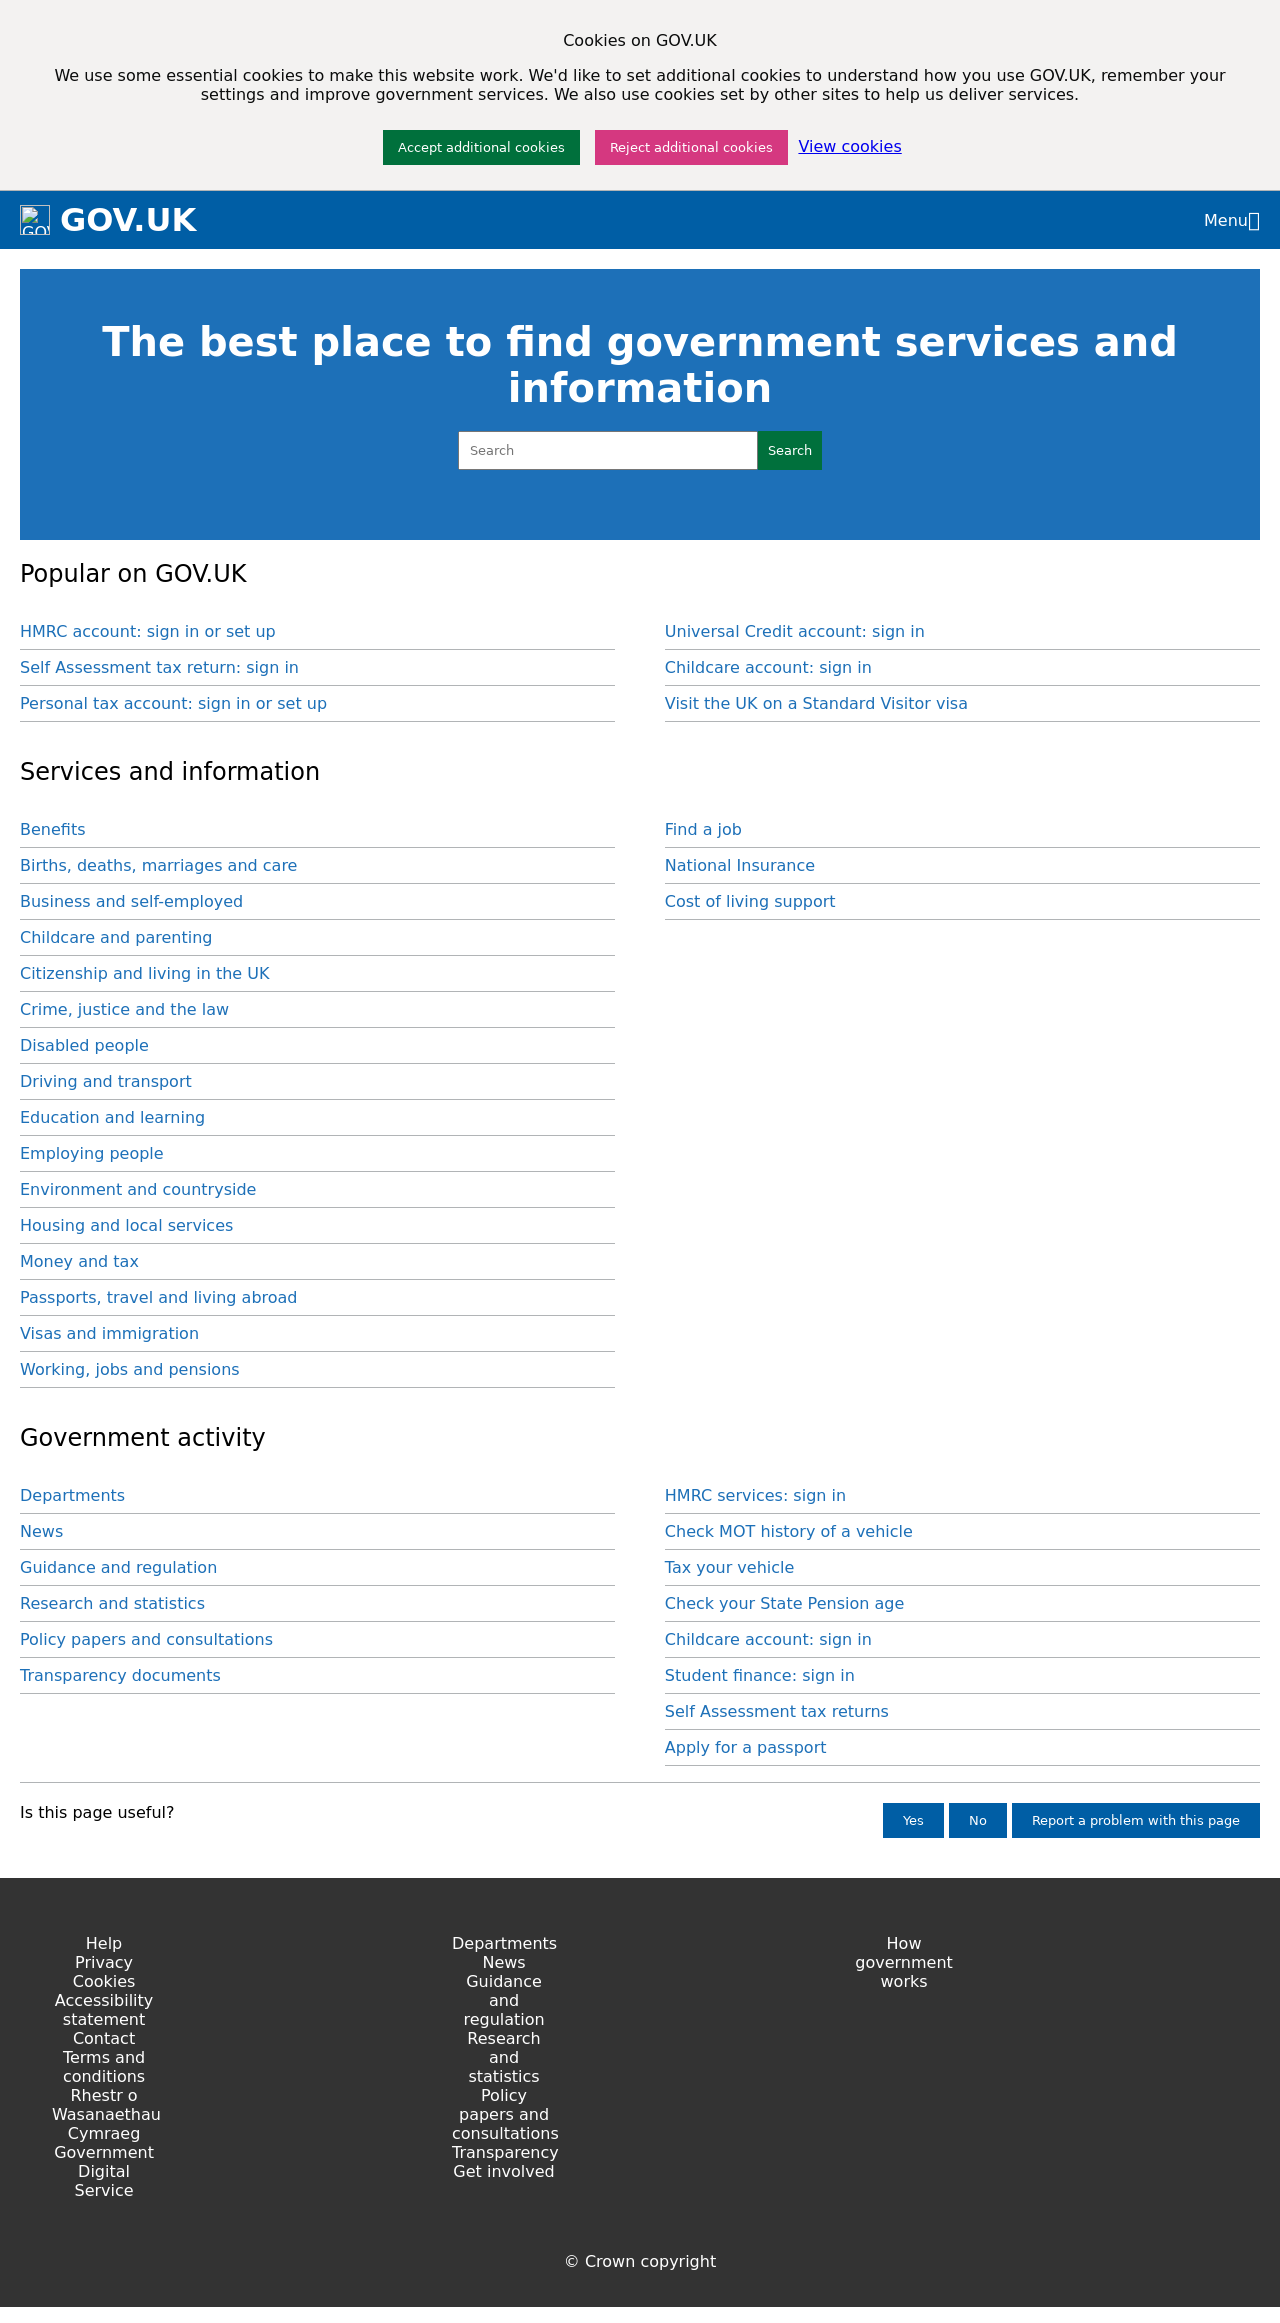 Cookies on GOV.UK
We use some essential cookies to make this website work. We'd like to set additional cookies to understand how you use GOV.UK, remember your
settings and improve government services. We also use cookies set by other sites to help us deliver services.
Accept additional cookies
Reject additional cookies
View cookies
GOV.UK
Menu
The best place to find government services and
information
Search
Search
Popular on GOV.UK
HMRC account: sign in or set up
Self Assessment tax return: sign in
Personal tax account: sign in or set up
Universal Credit account: sign in
Childcare account: sign in
Visit the UK on a Standard Visitor visa
Services and information
Benefits
Births, deaths, marriages and care
Business and self-employed
Childcare and parenting
Citizenship and living in the UK
Crime, justice and the law
Disabled people
Driving and transport
Education and learning
Employing people
Environment and countryside
Housing and local services
Money and tax
Passports, travel and living abroad
Visas and immigration
Working, jobs and pensions
Find a job
National Insurance
Cost of living support
Government activity
Departments
News
Guidance and regulation
Research and statistics
Policy papers and consultations
Transparency documents
HMRC services: sign in
Check MOT history of a vehicle
Tax your vehicle
Check your State Pension age
Childcare account: sign in
Student finance: sign in
Self Assessment tax returns
Apply for a passport
Is this page useful?
Yes
No
Report a problem with this page
Help
Privacy
Cookies
Accessibility
statement
Contact
Terms and
conditions
Rhestr o
Wasanaethau
Cymraeg
Government
Digital
Service
Departments
News
Guidance
and
regulation
Research
and
statistics
Policy
papers and
consultations
Transparency
Get involved
How
government
works
© Crown copyright